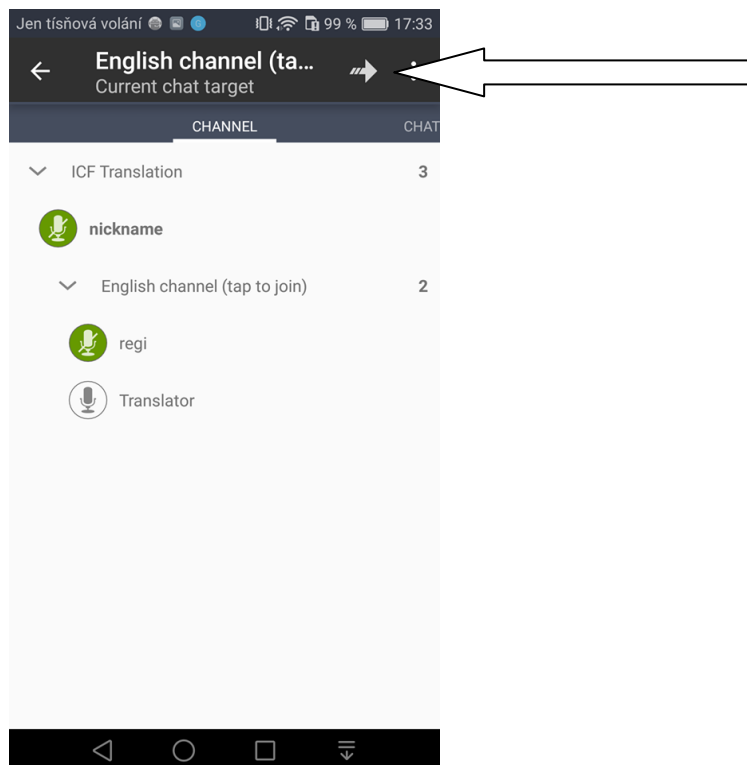 Jen tísňová volání 99 % 17:33
English channel (ta...
Current chat target
CHANNEL CHAT
ICF Translation 3
nickname
English channel (tap to join) 2
regi
Translator